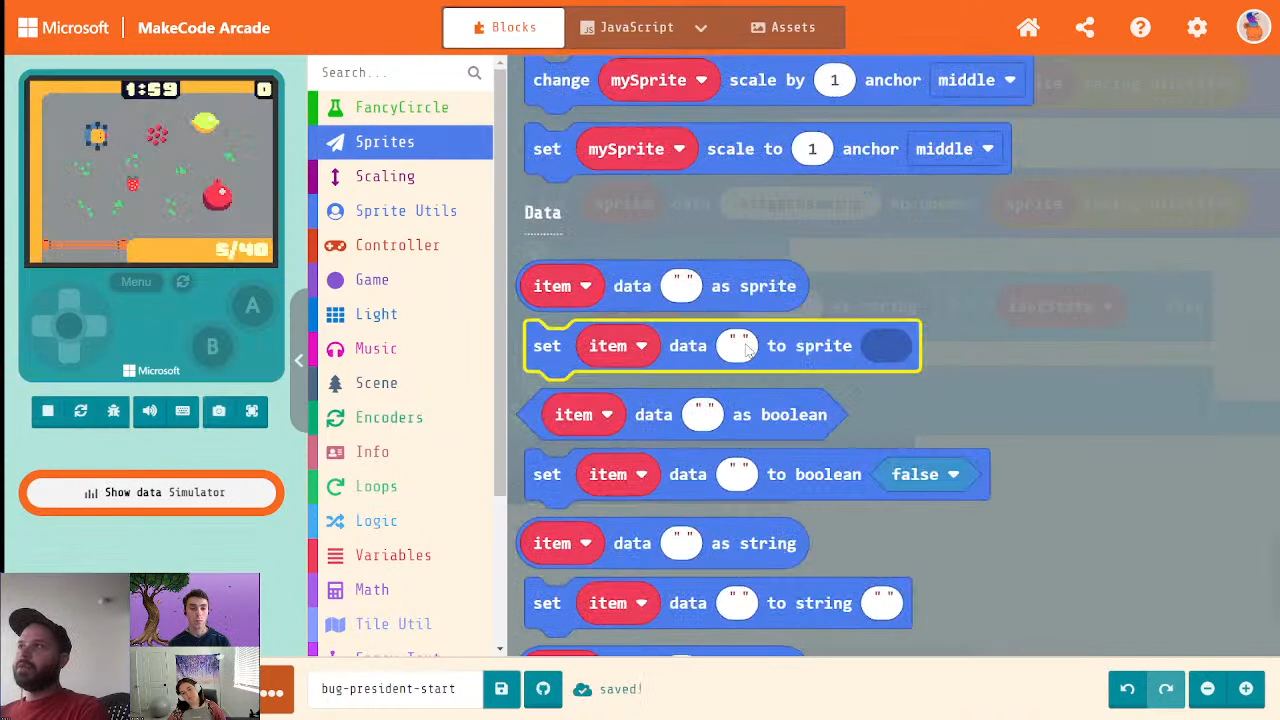 Microsoft
MakeCode Arcade
Blocks
JavaScript
Assets
1:59
0
5/40
Menu
A
B
Microsoft
Show data Simulator
Search...
FancyCircle
Sprites
Scaling
Sprite Utils
Controller
Game
Light
Music
Scene
Encoders
Info
Loops
Logic
Variables
Math
Tile Util
Fancy Text
change mySprite scale by 1 anchor middle
set mySprite scale to 1 anchor middle
Data
item data " " as sprite
set item data " " to sprite
item data " " as boolean
set item data " " to boolean false
item data " " as string
set item data " " to string " "
bug-president-start
saved!